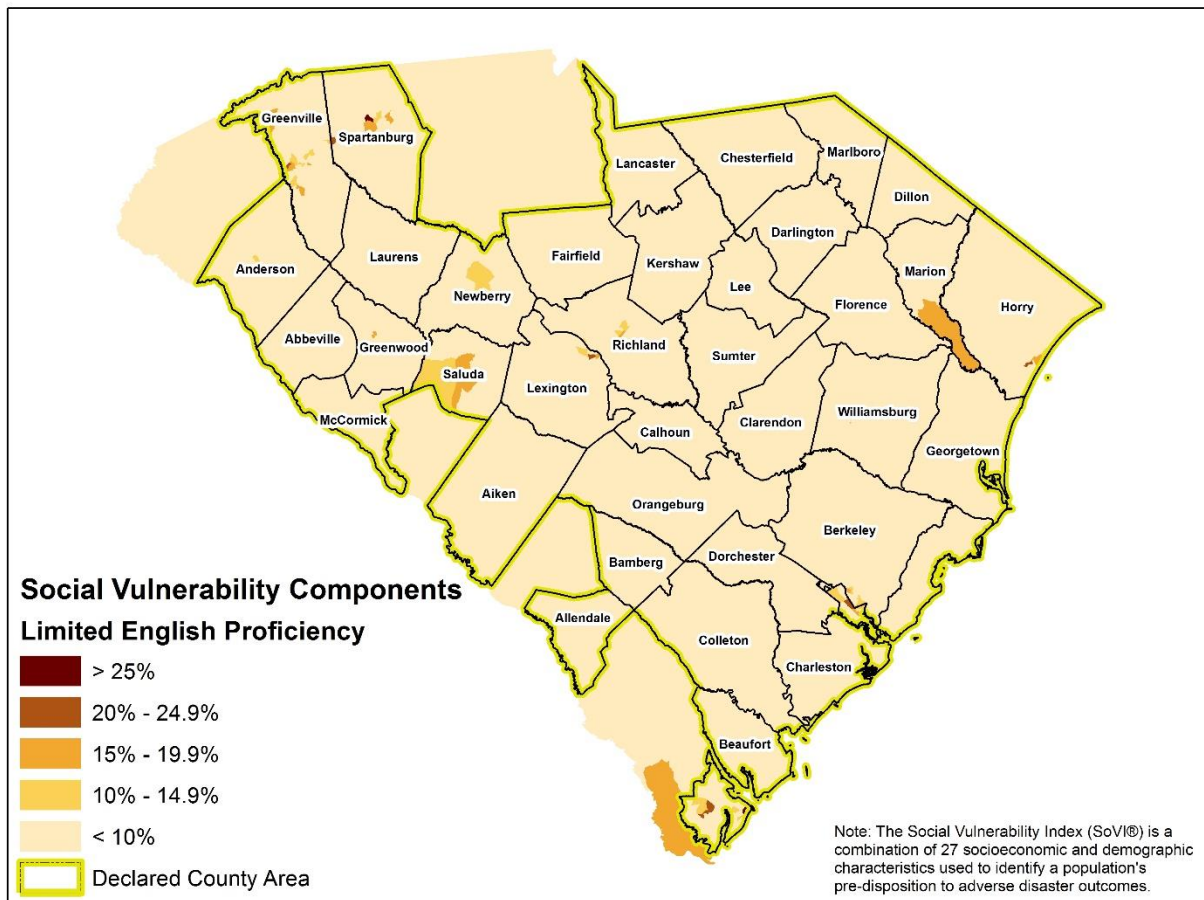 Greenville
Spartanburg
Lancaster
Chesterfield
Marlboro
Dillon
Darlington
Anderson
Laurens
Fairfield
Kershaw
Lee
Marion
Newberry
Florence
Horry
Abbeville
Greenwood
Richland
Saluda
Sumter
Lexington
McCormick
Clarendon
Williamsburg
Calhoun
Georgetown
Aiken
Orangeburg
Berkeley
Bamberg
Dorchester
Allendale
Colleton
Charleston
Beaufort
Social Vulnerability Components
Limited English Proficiency
> 25%
20% - 24.9%
15% - 19.9%
10% - 14.9%
< 10%
Declared County Area
Note: The Social Vulnerability Index (SoVI®) is a
combination of 27 socioeconomic and demographic
characteristics used to identify a population's
pre-disposition to adverse disaster outcomes.